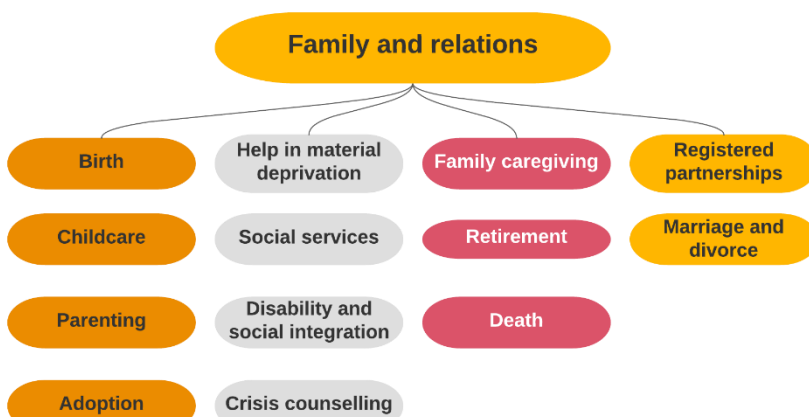 Family and relations
Birth
Help in material
deprivation
Family caregiving
Registered
partnerships
Childcare
Social services
Retirement
Marriage and
divorce
Parenting
Disability and
social integration
Death
Adoption
Crisis counselling